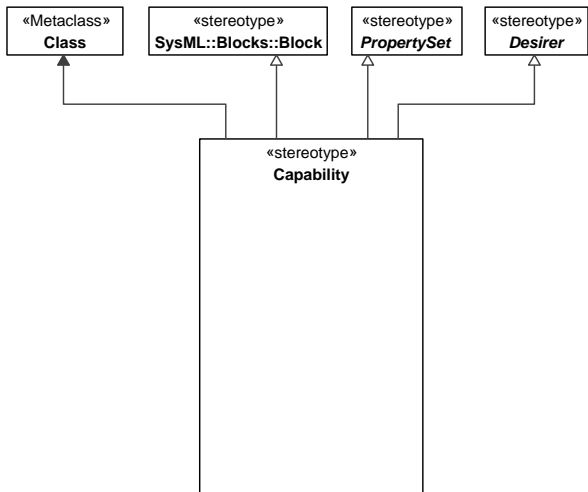 «Metaclass»
Class
«stereotype»
SysML::Blocks::Block
«stereotype»
PropertySet
«stereotype»
Desirer
«stereotype»
Capability